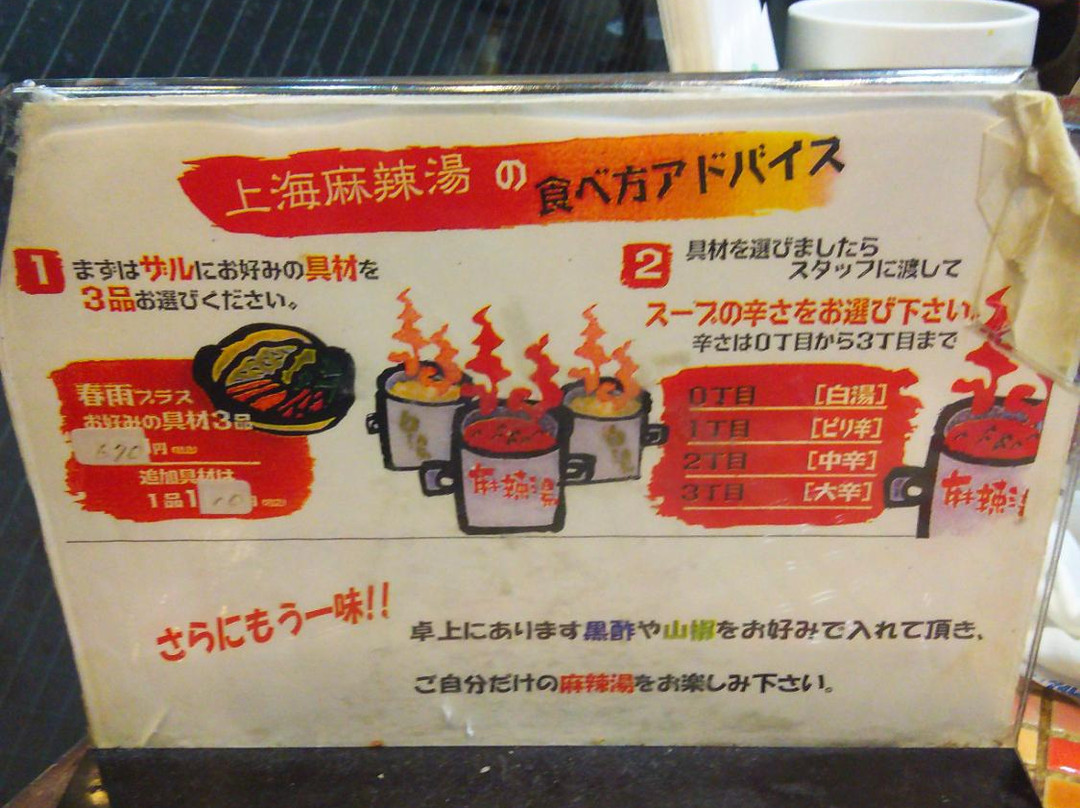 上海麻辣湯の食べ方アドバイス
1
まずはザルにお好みの具材を
3品お選びください。
春雨プラス
お好みの具材3品
690円
追加具材は
1品1
2
具材を選びましたら
スタッフに渡して
スープの辛さをお選び下さい。
辛さは0丁目から3丁目まで
0丁目 [白湯]
1丁目 [ピリ辛]
2丁目 [中辛]
3丁目 [大辛]
麻辣湯
麻辣湯
さらにもう一味!!
卓上にあります黒酢や山椒をお好みで入れて頂き、
ご自分だけの麻辣湯をお楽しみ下さい。